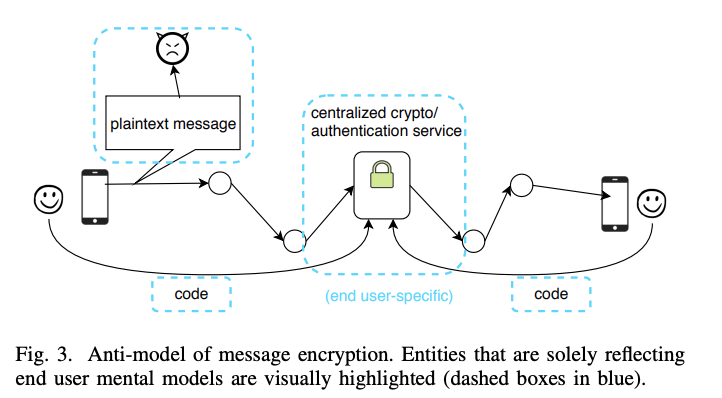 plaintext message
centralized crypto/
authentication service
code
(end user-specific)
code
Fig. 3. Anti-model of message encryption. Entities that are solely reflecting
end user mental models are visually highlighted (dashed boxes in blue).